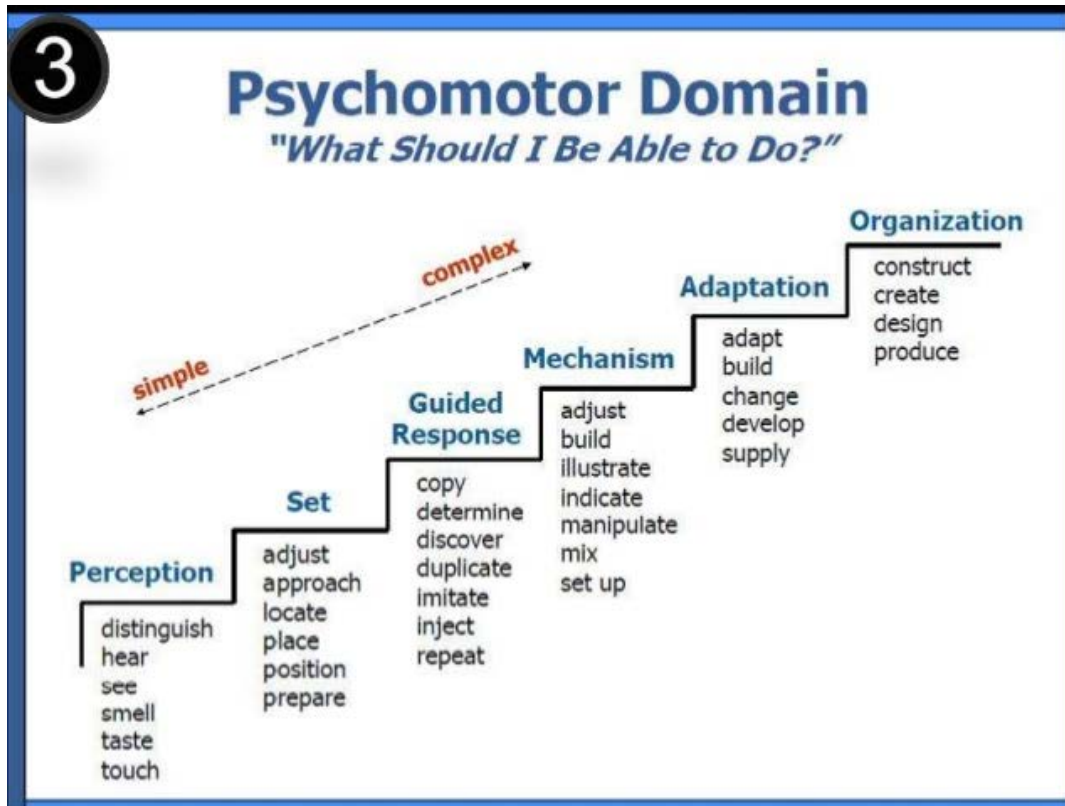 3
Psychomotor Domain
"What Should I Be Able to Do?"
simple
complex
Perception
distinguish
hear
see
smell
taste
touch
Set
adjust
approach
locate
place
position
prepare
Guided
Response
copy
determine
discover
duplicate
imitate
inject
repeat
Mechanism
adjust
build
illustrate
indicate
manipulate
mix
set up
Adaptation
adapt
build
change
develop
supply
Organization
construct
create
design
produce